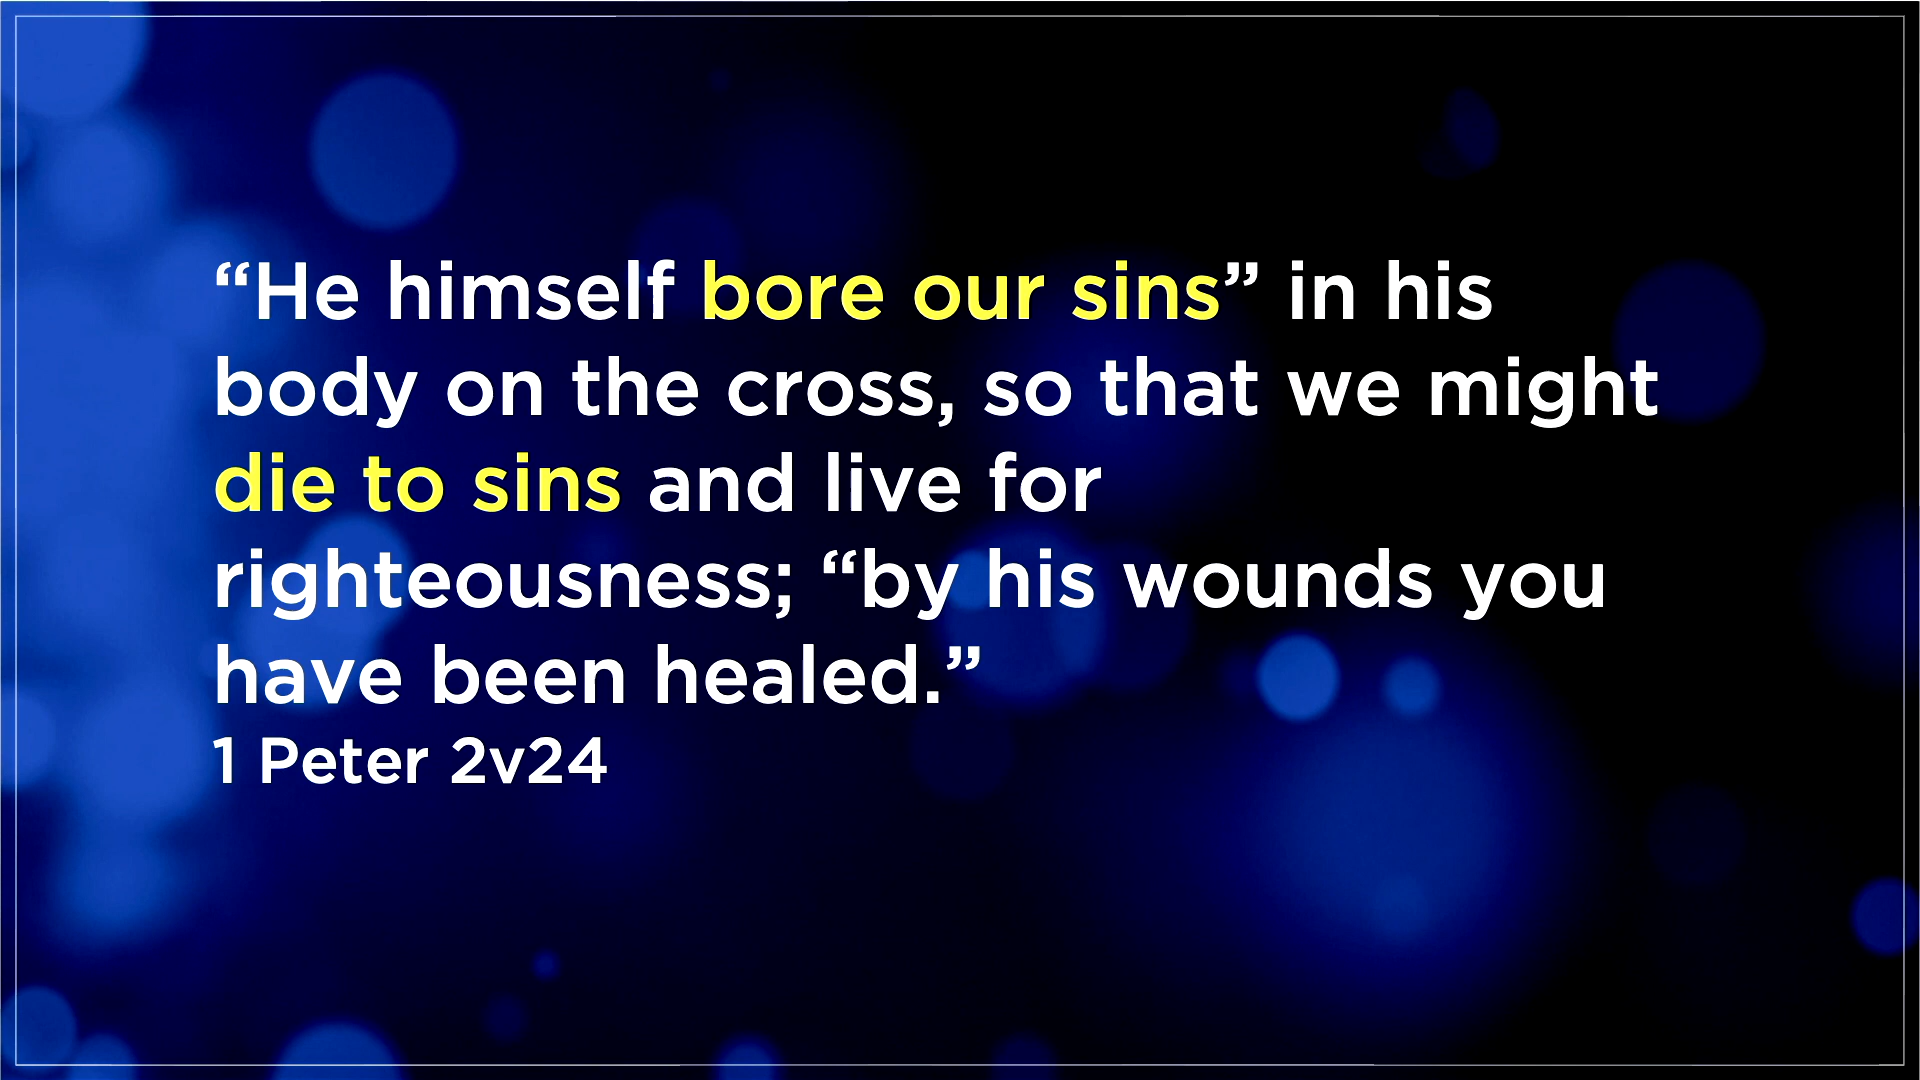 “He himself bore our sins” in his
body on the cross, so that we might
die to sins and live for
righteousness; “by his wounds you
have been healed.”
1 Peter 2v24